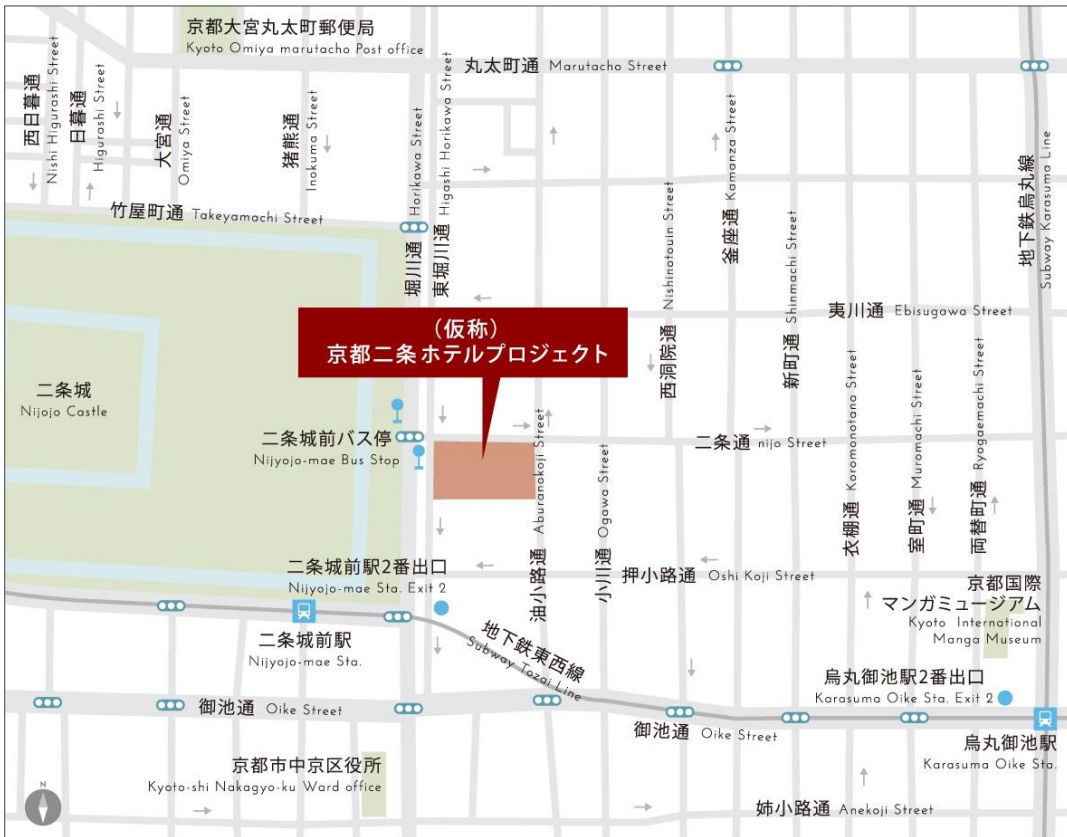 京都大宮丸太町郵便局
Kyoto Omiya marutacho Post office
丸太町通 Marutacho Street
西日暮通
Nishi Higurashi Street
日暮通
Higurashi Street
大宮通
Omiya Street
猪熊通
Inokuma Street
堀川通
Horikawa Street
東堀川通
Higashi Horikawa Street
西洞院通
Nishinotouin Street
釜座通
Kamanza Street
新町通
Shinmachi Street
地下鉄烏丸線
Subway Karasuma Line
竹屋町通 Takeyamachi Street
夷川通 Ebisugawa Street
（仮称）
京都二条ホテルプロジェクト
二条城
Nijojo Castle
二条城前バス停
Nijyojo-mae Bus Stop
二条通 nijo Street
油小路通
Aburanokoji Street
小川通
Ogawa Street
衣棚通
Koromonotana Street
室町通
Muromachi Street
両替町通
Ryogaemachi Street
二条城前駅2番出口
Nijyojo-mae Sta. Exit 2
押小路通 Oshi Koji Street
京都国際
マンガミュージアム
Kyoto International
Manga Museum
二条城前駅
Nijyojo-mae Sta.
地下鉄東西線
Subway Tozai Line
烏丸御池駅2番出口
Karasuma Oike Sta. Exit 2
御池通 Oike Street
御池通 Oike Street
烏丸御池駅
Karasuma Oike Sta.
京都市中京区役所
Kyoto-shi Nakagyo-ku Ward office
姉小路通 Anekoji Street
N